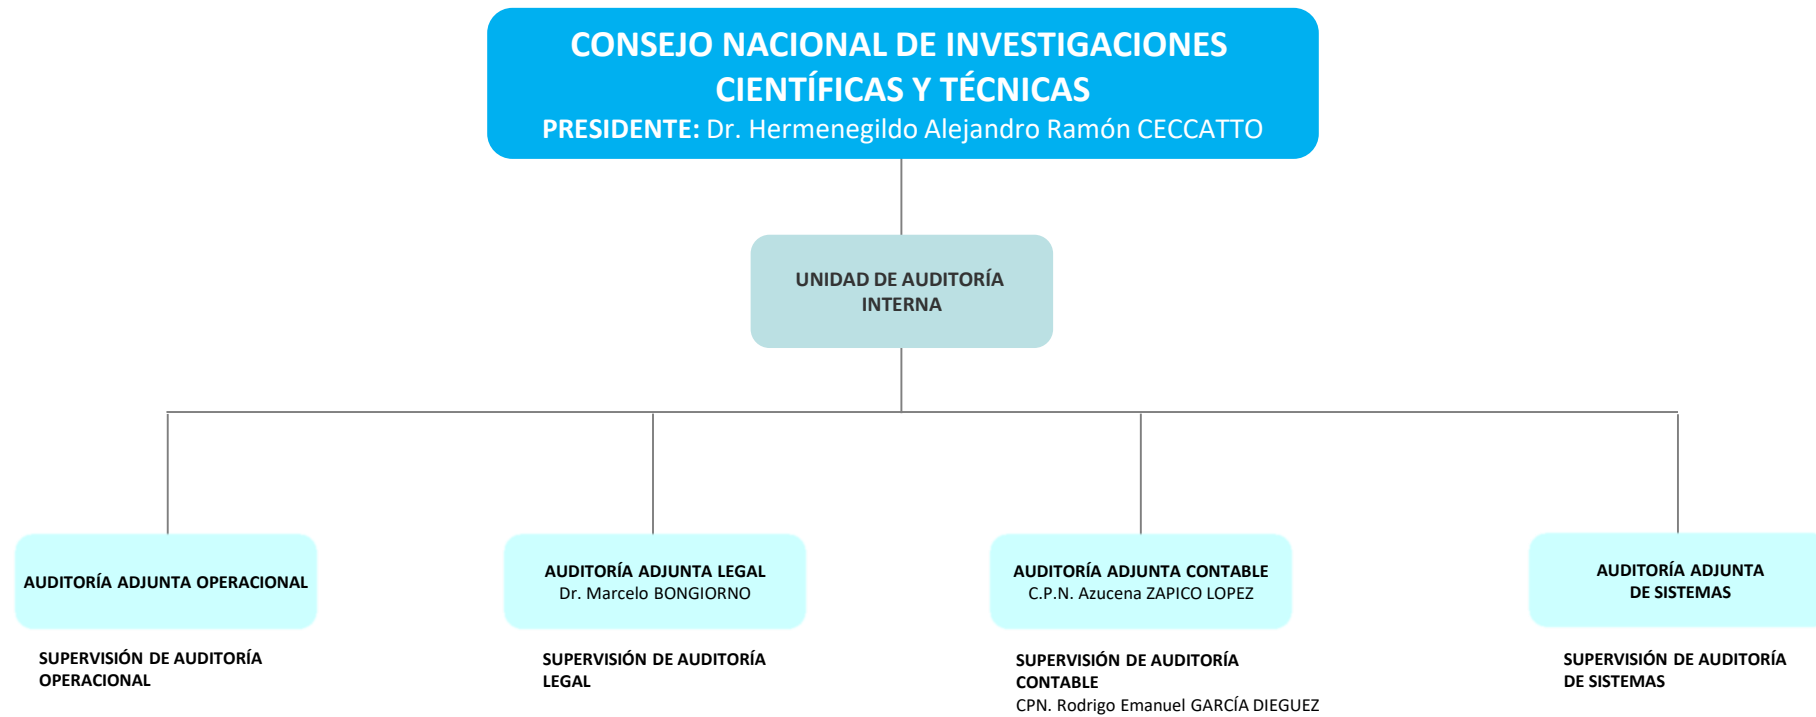 CONSEJO NACIONAL DE INVESTIGACIONES
CIENTÍFICAS Y TÉCNICAS
PRESIDENTE: Dr. Hermenegildo Alejandro Ramón CECCATTO
UNIDAD DE AUDITORÍA
INTERNA
AUDITORÍA ADJUNTA OPERACIONAL
SUPERVISIÓN DE AUDITORÍA
OPERACIONAL
AUDITORÍA ADJUNTA LEGAL
Dr. Marcelo BONGIORNO
SUPERVISIÓN DE AUDITORÍA
LEGAL
AUDITORÍA ADJUNTA CONTABLE
C.P.N. Azucena ZAPICO LOPEZ
SUPERVISIÓN DE AUDITORÍA
CONTABLE
CPN. Rodrigo Emanuel GARCÍA DIEGUEZ
AUDITORÍA ADJUNTA
DE SISTEMAS
SUPERVISIÓN DE AUDITORÍA
DE SISTEMAS